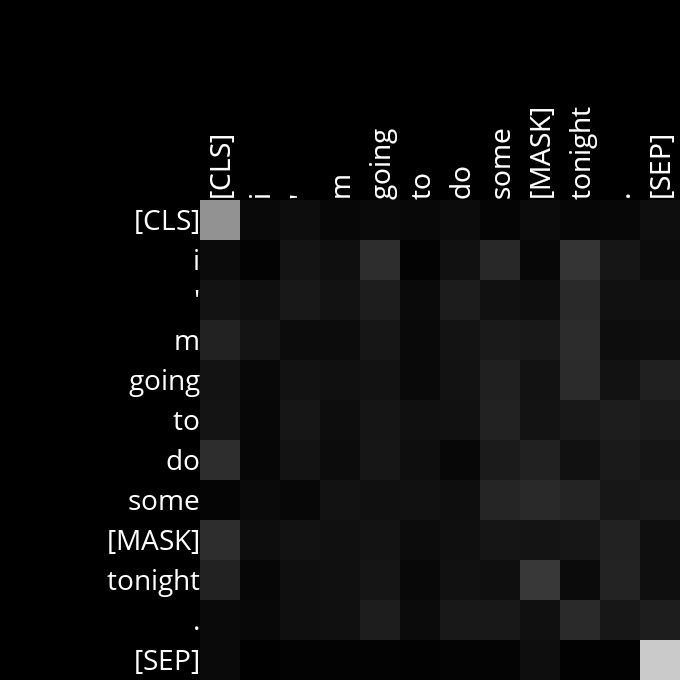 [CLS] i ' m going to do some [MASK] tonight . [SEP]
[CLS]
i
'
m
going
to
do
some
[MASK]
tonight
.
[SEP]